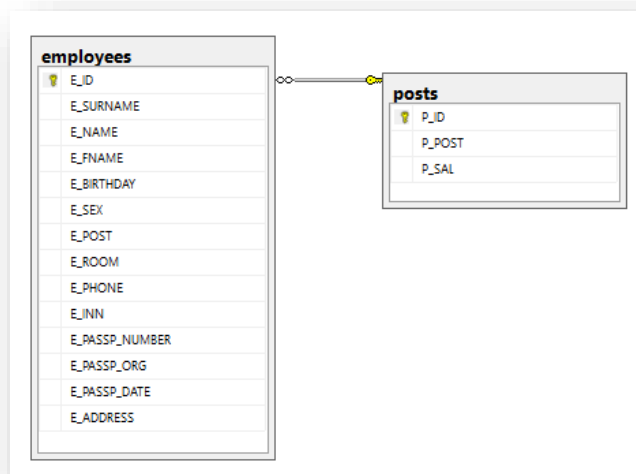 employees
E_ID
E_SURNAME
E_NAME
E_FNAME
E_BIRTHDAY
E_SEX
E_POST
E_ROOM
E_PHONE
E_INN
E_PASSP_NUMBER
E_PASSP_ORG
E_PASSP_DATE
E_ADDRESS
posts
P_ID
P_POST
P_SAL